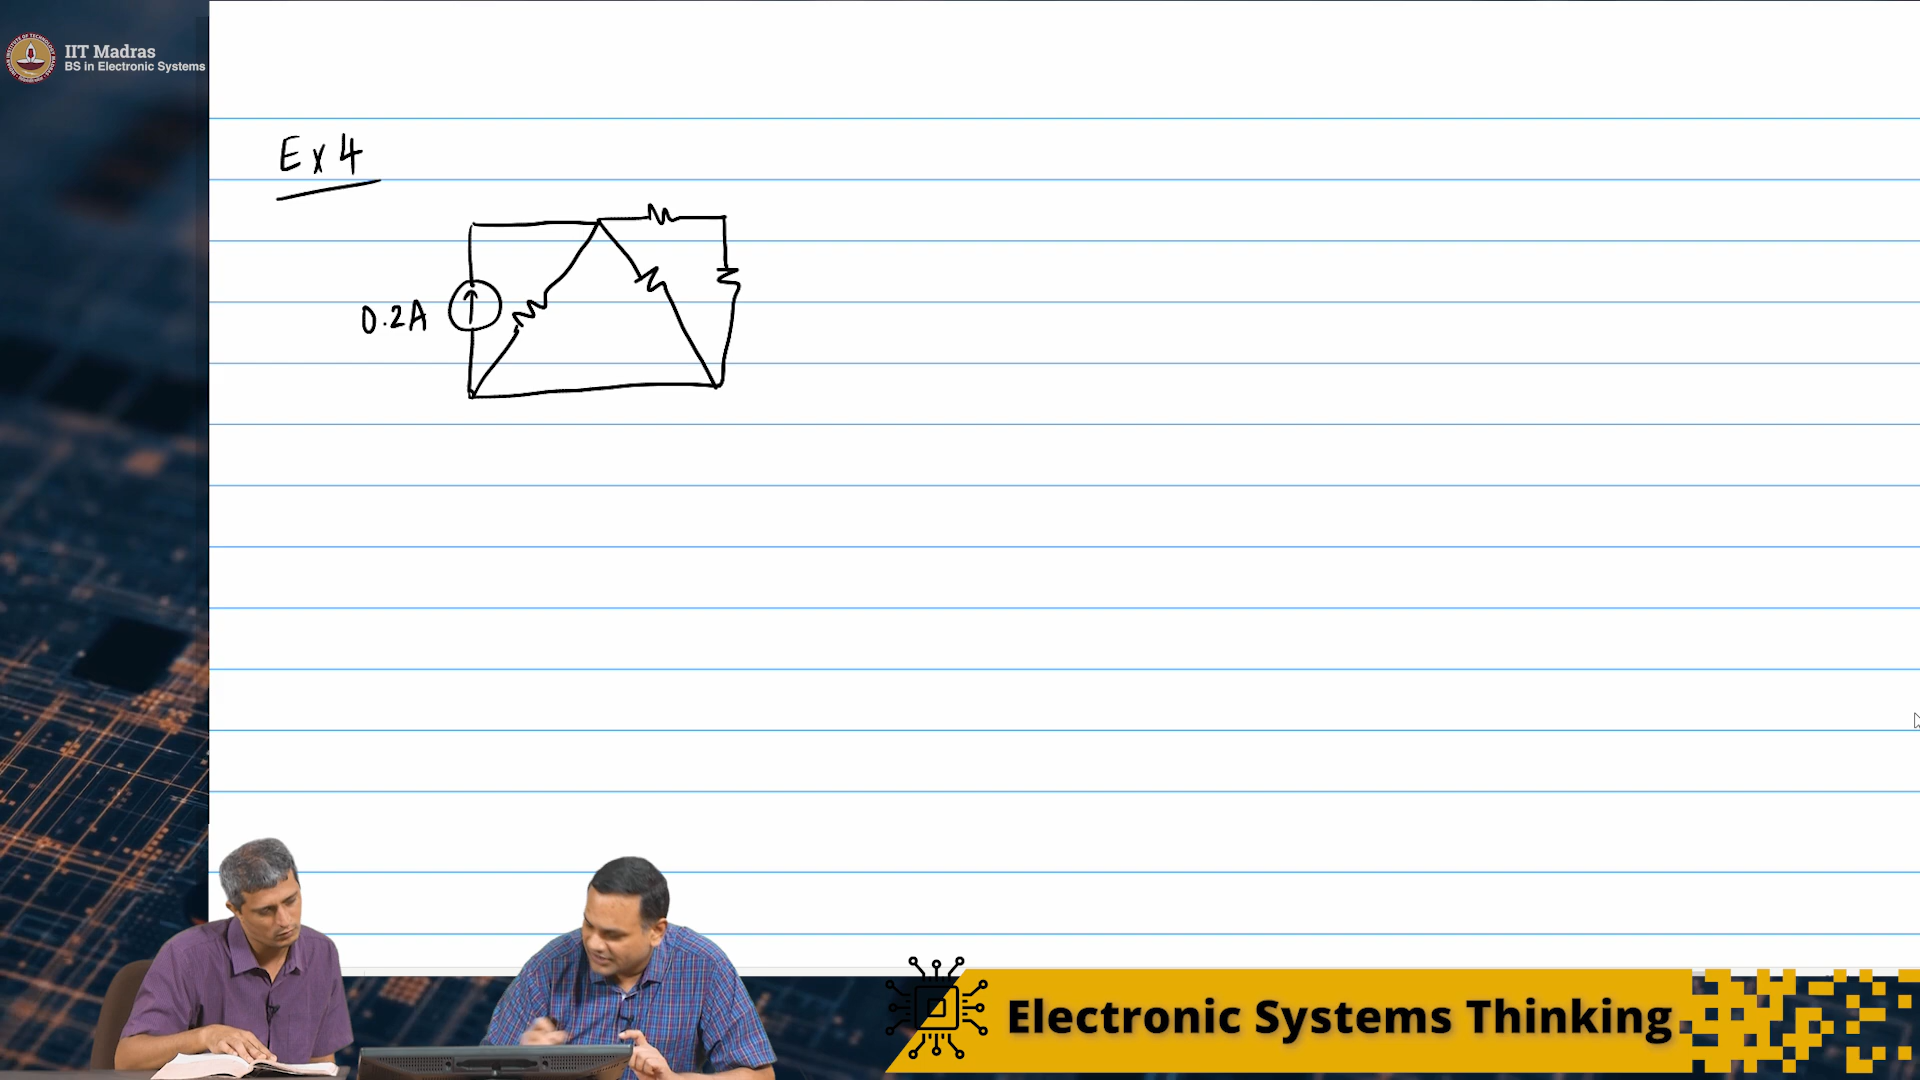 IIT Madras
BS in Electronic Systems
Ex 4
0.2A
Electronic Systems Thinking